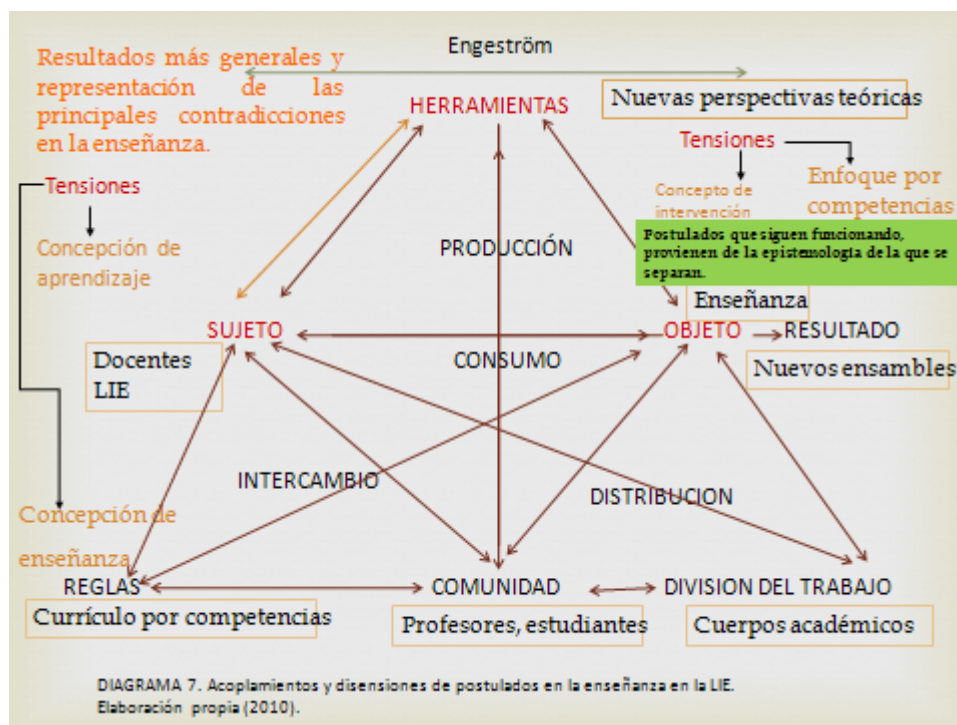 Engeström
Resultados más generales y
representación de las
principales contradicciones
en la enseñanza.
HERRAMIENTAS
Nuevas perspectivas teóricas
Tensiones
Tensiones
Concepto de
intervención
Enfoque por
competencias
Concepción de
aprendizaje
PRODUCCIÓN
Postulados que siguen funcionando,
provienen de la epistemología de la que se
separan.
Enseñanza
SUJETO
OBJETO
RESULTADO
Docentes
LIE
CONSUMO
Nuevos ensambles
INTERCAMBIO
DISTRIBUCION
Concepción de
enseñanza
REGLAS
COMUNIDAD
DIVISION DEL TRABAJO
Currículo por competencias
Profesores, estudiantes
Cuerpos académicos
DIAGRAMA 7. Acoplamientos y disensiones de postulados en la enseñanza en la LIE.
Elaboración propia (2010).